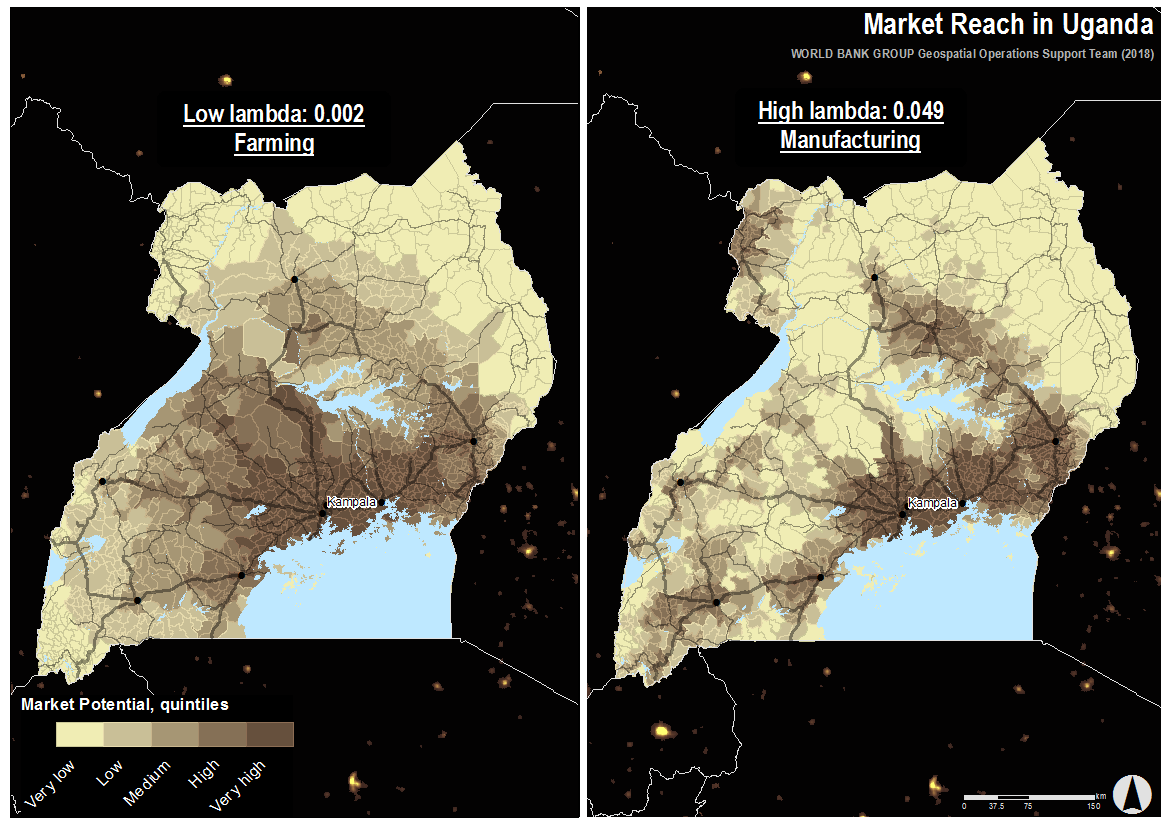 Market Reach in Uganda
WORLD BANK GROUP Geospatial Operations Support Team (2018)
Low lambda: 0.002
Farming
High lambda: 0.049
Manufacturing
Kampala
Kampala
Market Potential, quintiles
Very low
Low
Medium
High
Very high
km
0 37.5 75 150